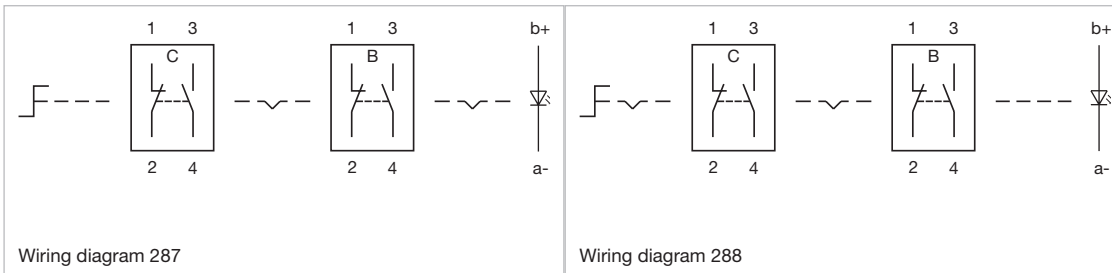 1 3 1 3 b+
C B
2 4 2 4 a-
Wiring diagram 287
1 3 1 3 b+
C B
2 4 2 4 a-
Wiring diagram 288